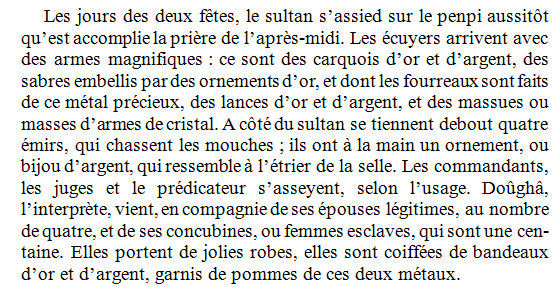 Les jours des deux fêtes, le sultan s’assied sur le penpi aussitôt
qu’est accomplie la prière de l’après-midi. Les écuyers arrivent avec
des armes magnifiques : ce sont des carquois d’or et d’argent, des
sabres embellis par des ornements d’or, et dont les fourreaux sont faits
de ce métal précieux, des lances d’or et d’argent, et des massues ou
masses d’armes de cristal. A côté du sultan se tiennent debout quatre
émirs, qui chassent les mouches ; ils ont à la main un ornement, ou
bijou d’argent, qui ressemble à l’étrier de la selle. Les commandants,
les juges et le prédicateur s’asseyent, selon l’usage. Doûghâ,
l’interprète, vient, en compagnie de ses épouses légitimes, au nombre
de quatre, et de ses concubines, ou femmes esclaves, qui sont une cen-
taine. Elles portent de jolies robes, elles sont coiffées de bandeaux
d’or et d’argent, garnis de pommes de ces deux métaux.